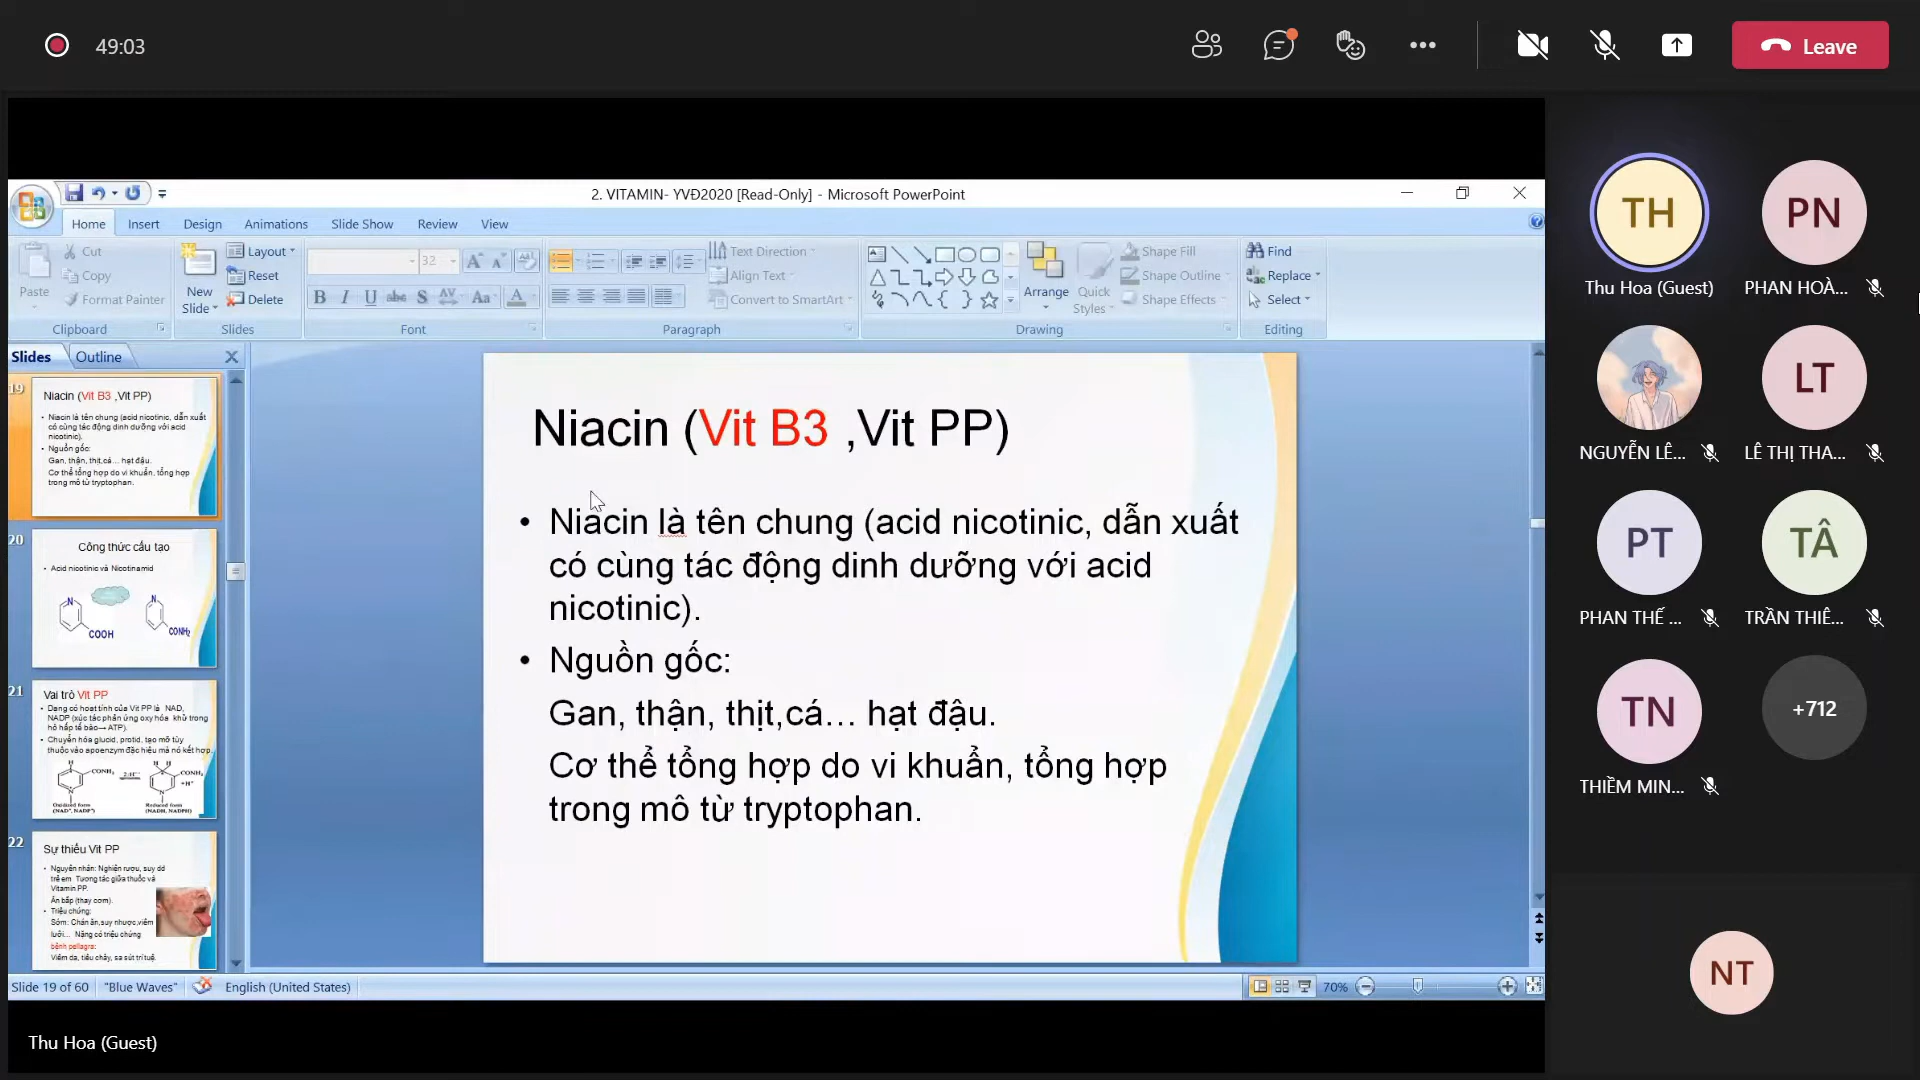 49:03
Leave
2. VITAMIN- YVĐ2020 [Read-Only] - Microsoft PowerPoint
Home Insert Design Animations Slide Show Review View
Paste
Cut
Copy
Format Painter
Clipboard
New
Slide
Layout
Reset
Delete
Slides
32
B I U abc S AV Aa A
Font
Text Direction
Align Text
Convert to SmartArt
Paragraph
Arrange
Quick
Styles
Shape Fill
Shape Outline
Shape Effects
Drawing
Find
Replace
Select
Editing
Slides Outline
19
Niacin (Vit B3 ,Vit PP)
• Niacin là tên chung (acid nicotinic, dẫn xuất
có cùng tác động dinh dưỡng với acid
nicotinic).
• Nguồn gốc:
Gan, thận, thịt,cá... hạt đậu.
Cơ thể tổng hợp do vi khuẩn, tổng hợp
trong mô từ tryptophan.
20
Công thức cấu tạo
• Acid nicotinic và Nicotinamid
N
COOH
N
CONH2
21
Vai trò Vit PP
• Dạng có hoạt tính của Vit PP là NAD,
NADP (xúc tác phản ứng oxy hóa khử trong
hô hấp tế bào→ ATP).
• Chuyển hóa glucid, protid, tạo mỡ tùy
thuộc vào apoenzym đặc hiệu mà nó kết hợp.
Oxidized form
(NAD+, NADP+)
Reduced form
(NADH, NADPH)
22
Sự thiếu Vit PP
• Nguyên nhân: Nghiện rượu, suy dd
trẻ em Tương tác giữa thuốc và
Vitamin PP.
Ăn bắp (thay cơm).
• Triệu chứng:
Sớm: Chán ăn,suy nhược,viêm
lưỡi... Nặng có triệu chứng
bệnh pellagra:
Viêm da, tiêu chảy, sa sút trí tuệ.
Niacin (Vit B3 ,Vit PP)
• Niacin là tên chung (acid nicotinic, dẫn xuất
có cùng tác động dinh dưỡng với acid
nicotinic).
• Nguồn gốc:
Gan, thận, thịt,cá... hạt đậu.
Cơ thể tổng hợp do vi khuẩn, tổng hợp
trong mô từ tryptophan.
Slide 19 of 60 "Blue Waves" English (United States) 70%
Thu Hoa (Guest)
TH PN
Thu Hoa (Guest) PHAN HOÀ...
LT
NGUYỄN LÊ... LÊ THỊ THA...
PT TÂ
PHAN THẾ ... TRẦN THIÊ...
TN +712
THIỀM MIN...
NT